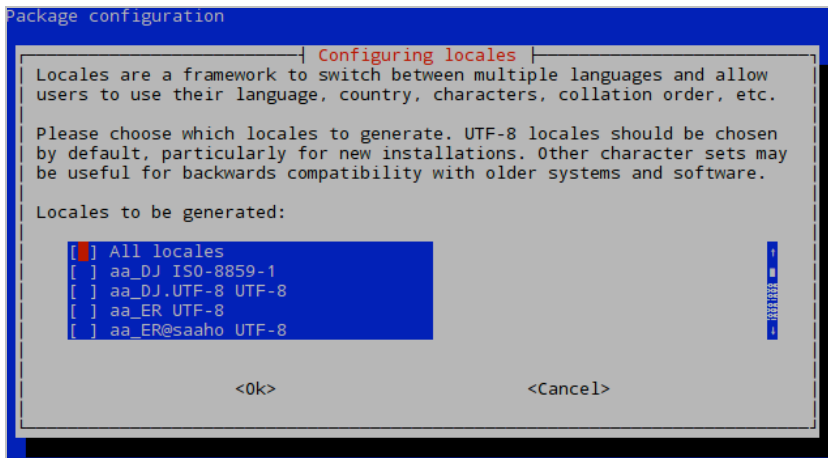 Package configuration
Configuring locales
Locales are a framework to switch between multiple languages and allow
users to use their language, country, characters, collation order, etc.
Please choose which locales to generate. UTF-8 locales should be chosen
by default, particularly for new installations. Other character sets may
be useful for backwards compatibility with older systems and software.
Locales to be generated:
[ ] All locales
[ ] aa_DJ ISO-8859-1
[ ] aa_DJ.UTF-8 UTF-8
[ ] aa_ER UTF-8
[ ] aa_ER@saaho UTF-8
<Ok> <Cancel>